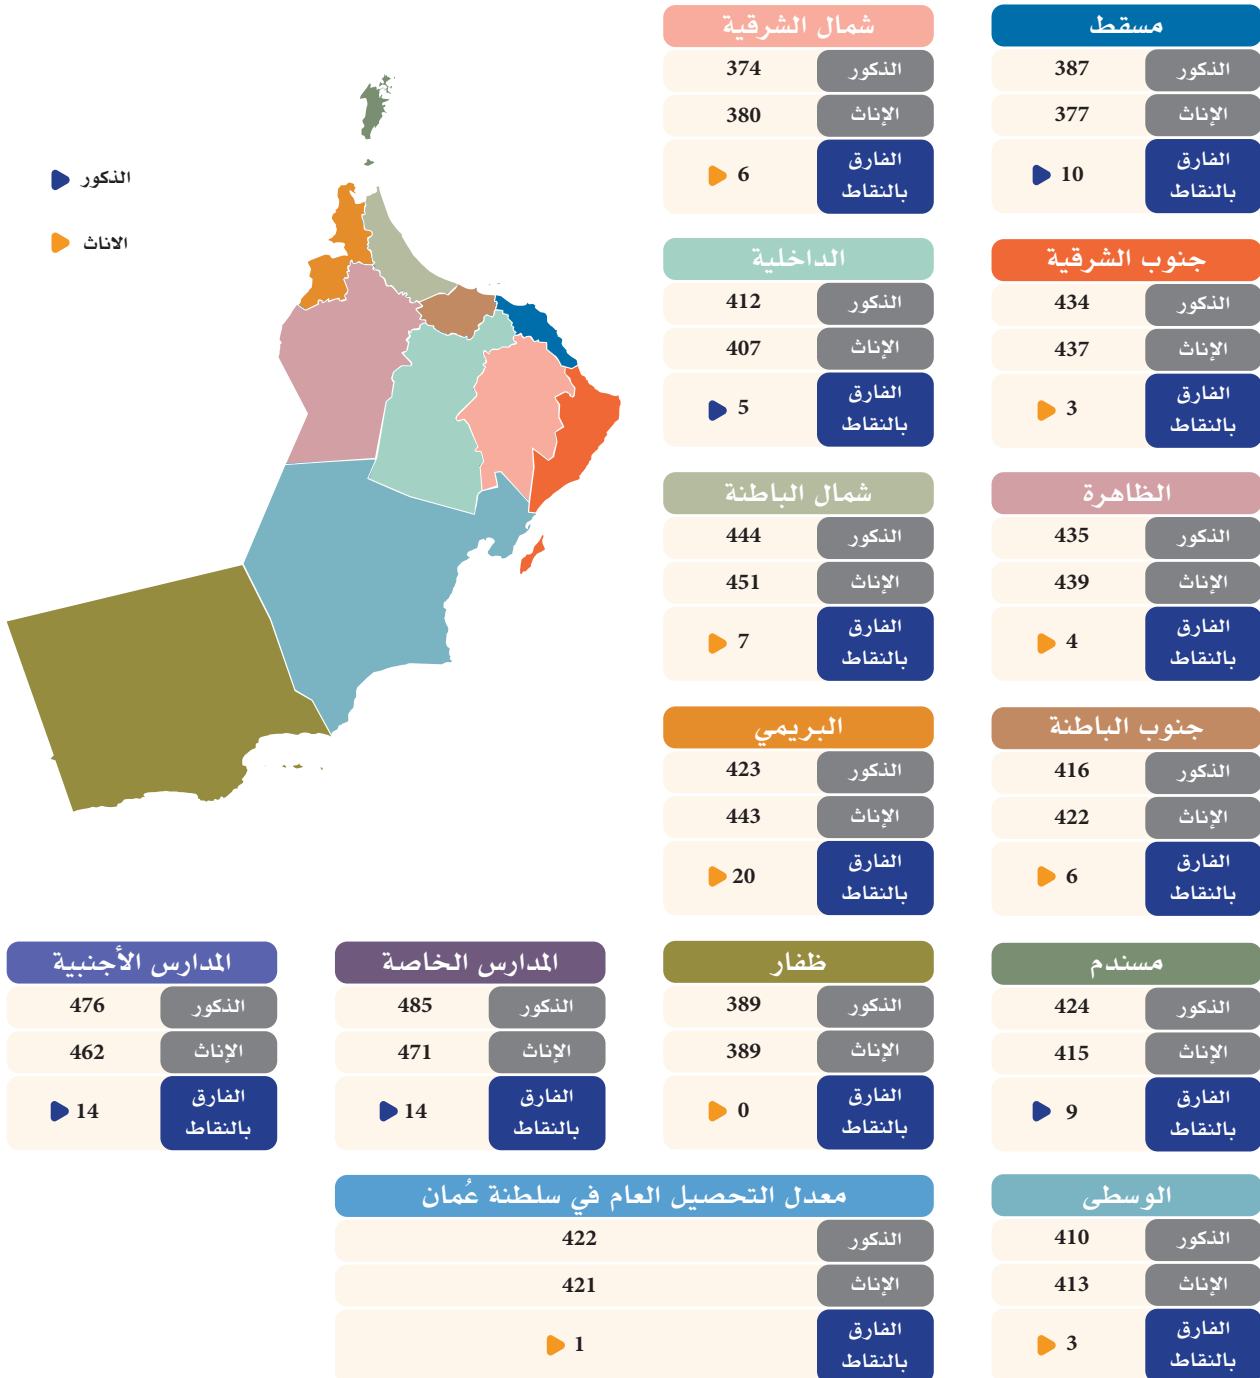 مسقط
الذكور 387
الإناث 377
الفارق بالنقاط 10
شمال الشرقية
الذكور 374
الإناث 380
الفارق بالنقاط 6
الذكور
الاناث
جنوب الشرقية
الذكور 434
الإناث 437
الفارق بالنقاط 3
الداخلية
الذكور 412
الإناث 407
الفارق بالنقاط 5
الظاهرة
الذكور 435
الإناث 439
الفارق بالنقاط 4
شمال الباطنة
الذكور 444
الإناث 451
الفارق بالنقاط 7
جنوب الباطنة
الذكور 416
الإناث 422
الفارق بالنقاط 6
البريمي
الذكور 423
الإناث 443
الفارق بالنقاط 20
مسندم
الذكور 424
الإناث 415
الفارق بالنقاط 9
ظفار
الذكور 389
الإناث 389
الفارق بالنقاط 0
المدارس الخاصة
الذكور 485
الإناث 471
الفارق بالنقاط 14
المدارس الأجنبية
الذكور 476
الإناث 462
الفارق بالنقاط 14
الوسطى
الذكور 410
الإناث 413
الفارق بالنقاط 3
معدل التحصيل العام في سلطنة عُمان
الذكور 422
الإناث 421
الفارق بالنقاط 1